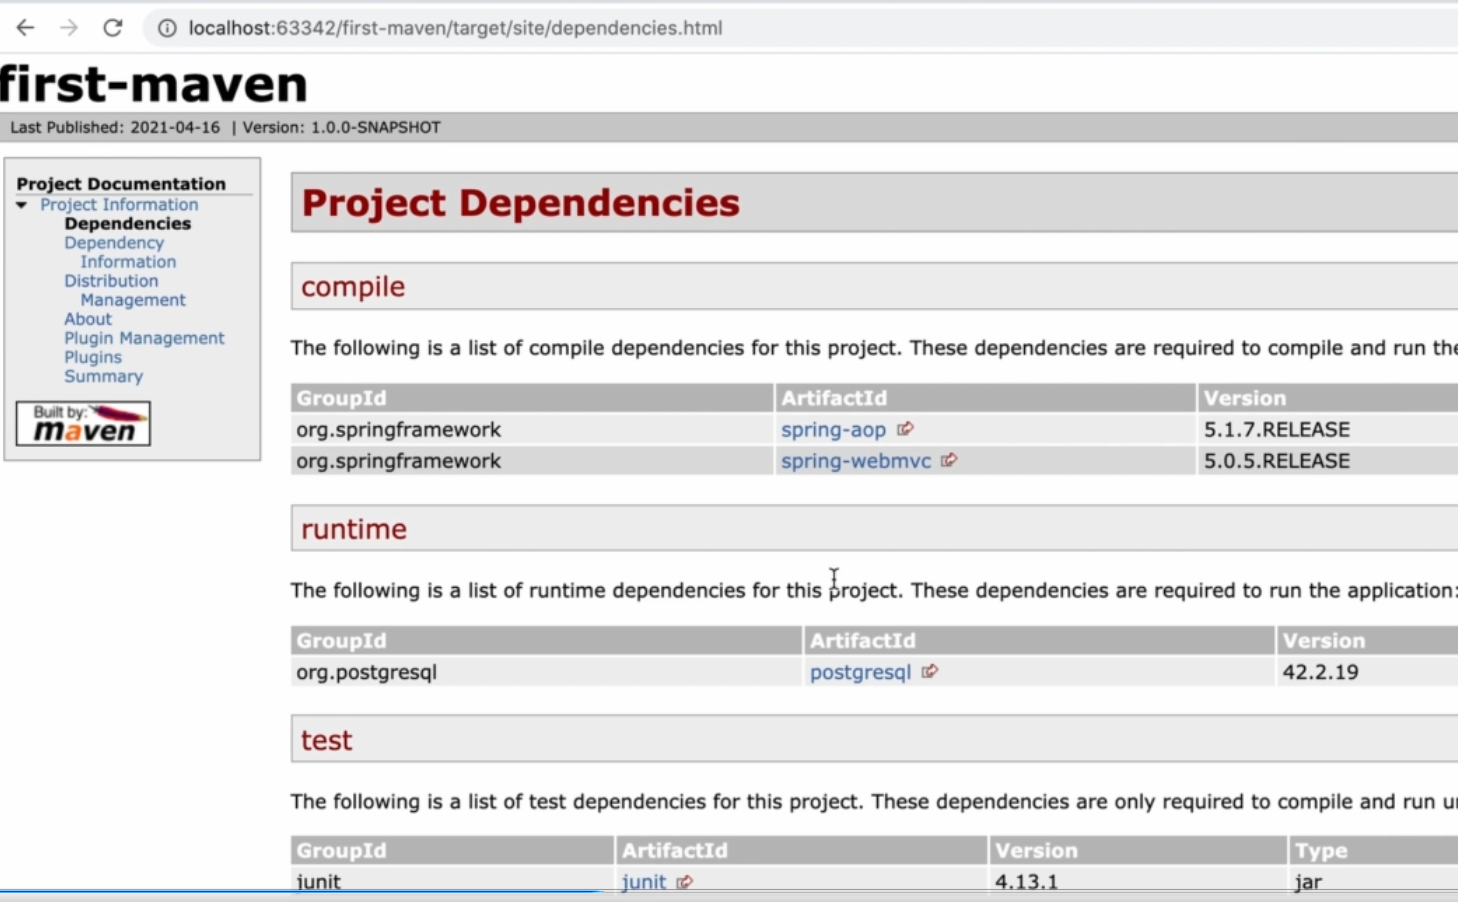 localhost:63342/first-maven/target/site/dependencies.html
first-maven
Last Published: 2021-04-16 | Version: 1.0.0-SNAPSHOT
Project Documentation
Project Information
Dependencies
Dependency
Information
Distribution
Management
About
Plugin Management
Plugins
Summary
Built by:
maven
Project Dependencies
compile
The following is a list of compile dependencies for this project. These dependencies are required to compile and run the
GroupId ArtifactId Version
org.springframework spring-aop 5.1.7.RELEASE
org.springframework spring-webmvc 5.0.5.RELEASE
runtime
The following is a list of runtime dependencies for this project. These dependencies are required to run the application:
GroupId ArtifactId Version
org.postgresql postgresql 42.2.19
test
The following is a list of test dependencies for this project. These dependencies are only required to compile and run
GroupId ArtifactId Version Type
junit junit 4.13.1 jar